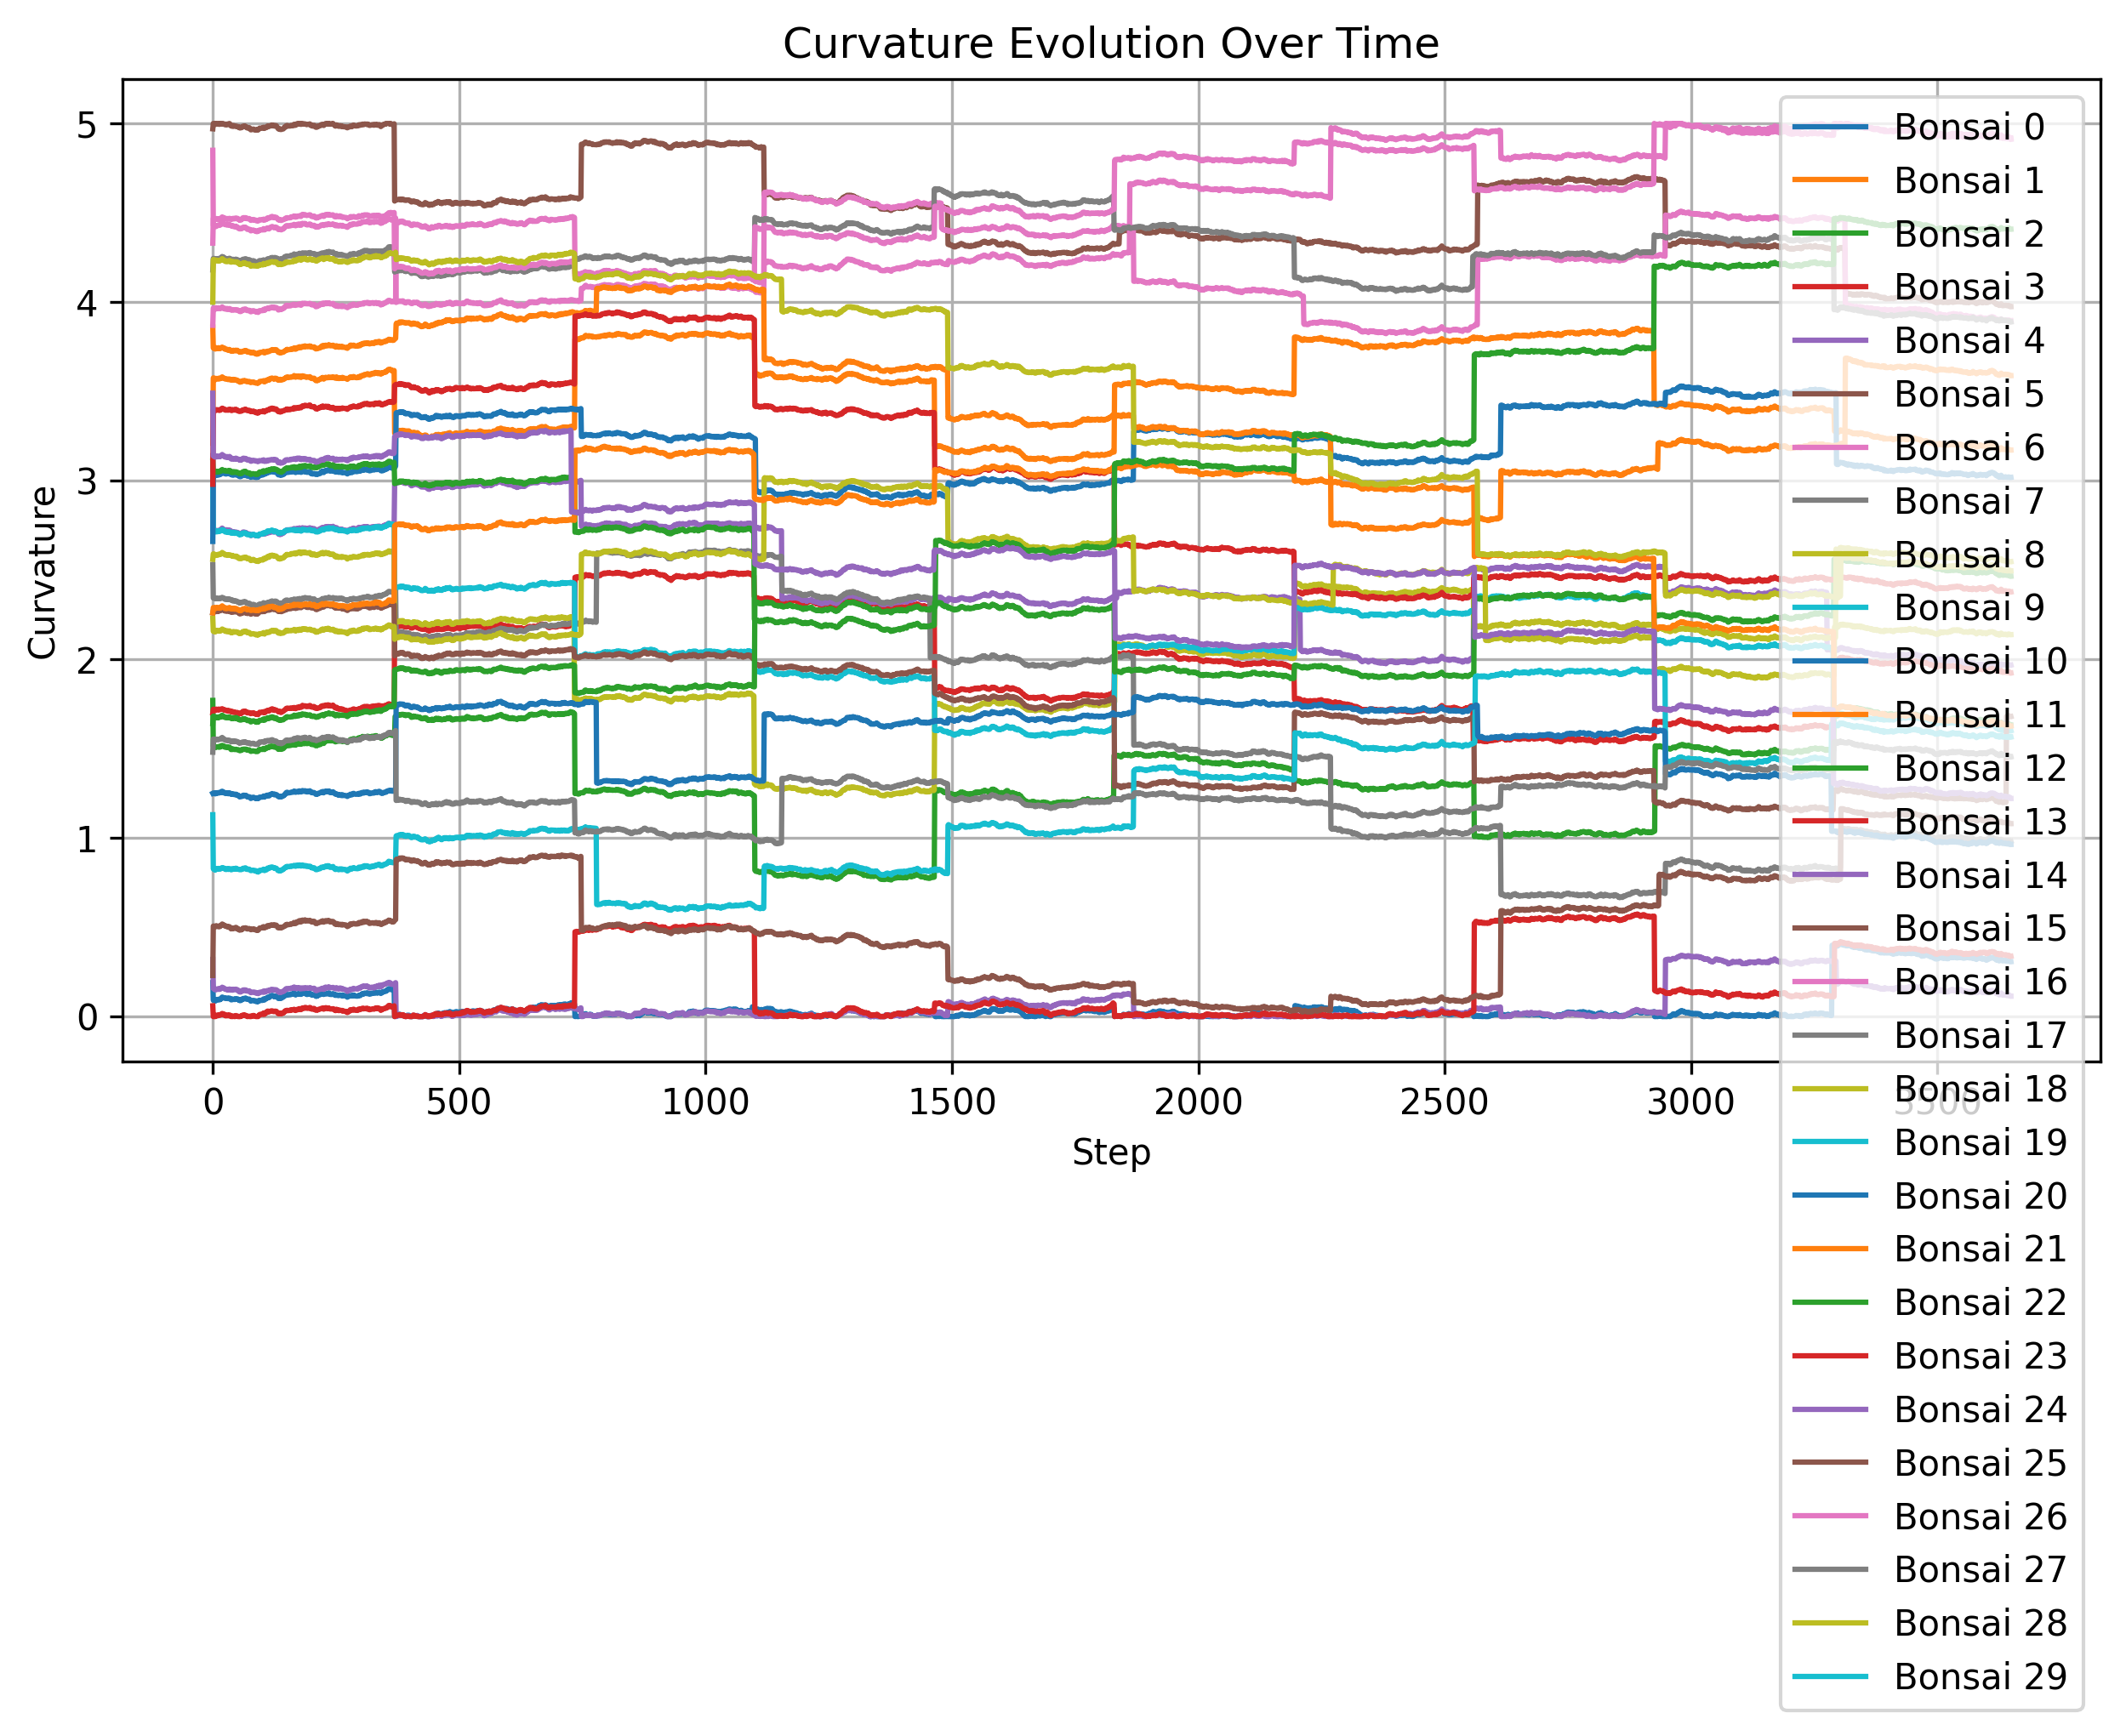 Curvature Evolution Over Time
Curvature
5
4
3
2
1
0
0
500
1000
1500
2000
2500
3000
3500
Step
Bonsai 0
Bonsai 1
Bonsai 2
Bonsai 3
Bonsai 4
Bonsai 5
Bonsai 6
Bonsai 7
Bonsai 8
Bonsai 9
Bonsai 10
Bonsai 11
Bonsai 12
Bonsai 13
Bonsai 14
Bonsai 15
Bonsai 16
Bonsai 17
Bonsai 18
Bonsai 19
Bonsai 20
Bonsai 21
Bonsai 22
Bonsai 23
Bonsai 24
Bonsai 25
Bonsai 26
Bonsai 27
Bonsai 28
Bonsai 29